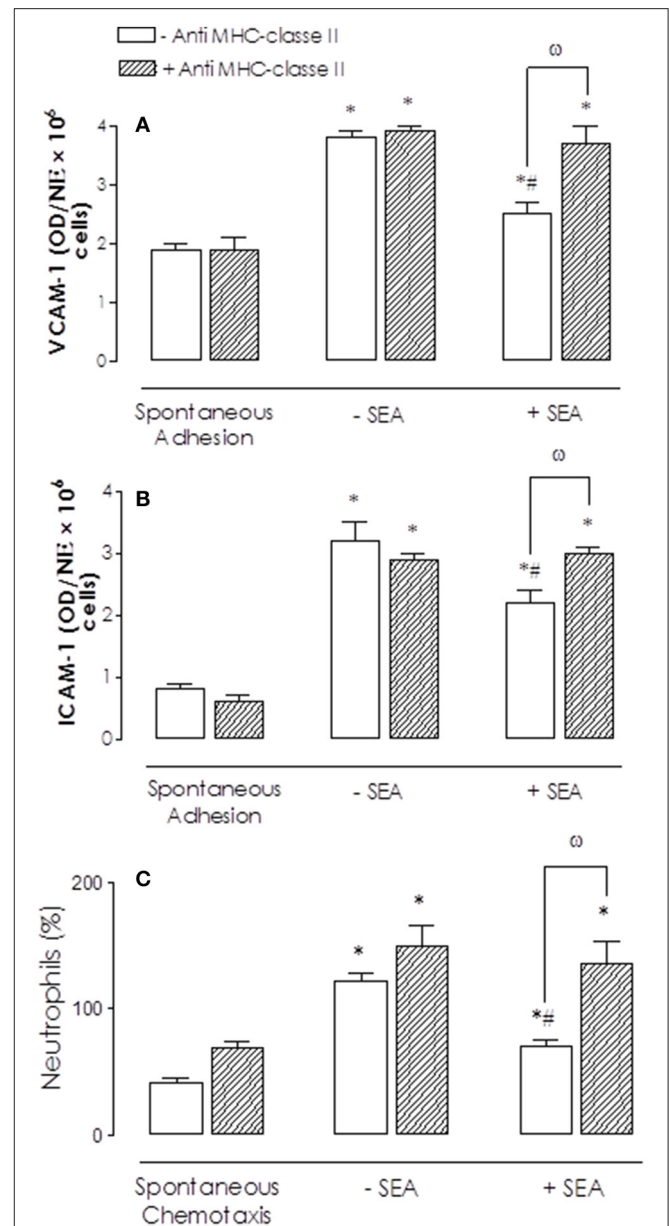 - Anti MHC-classe II
+ Anti MHC-classe II
A
ω
VCAM-1 (OD/NE × 10⁶
cells)
4
3
2
1
0
* * *# *
Spontaneous
Adhesion
- SEA
+ SEA
B
ω
ICAM-1 (OD/NE × 10⁶
cells)
4
3
2
1
0
* * *# *
Spontaneous
Adhesion
- SEA
+ SEA
C
ω
Neutrophils (%)
200
100
0
* * *# *
Spontaneous
Chemotaxis
- SEA
+ SEA